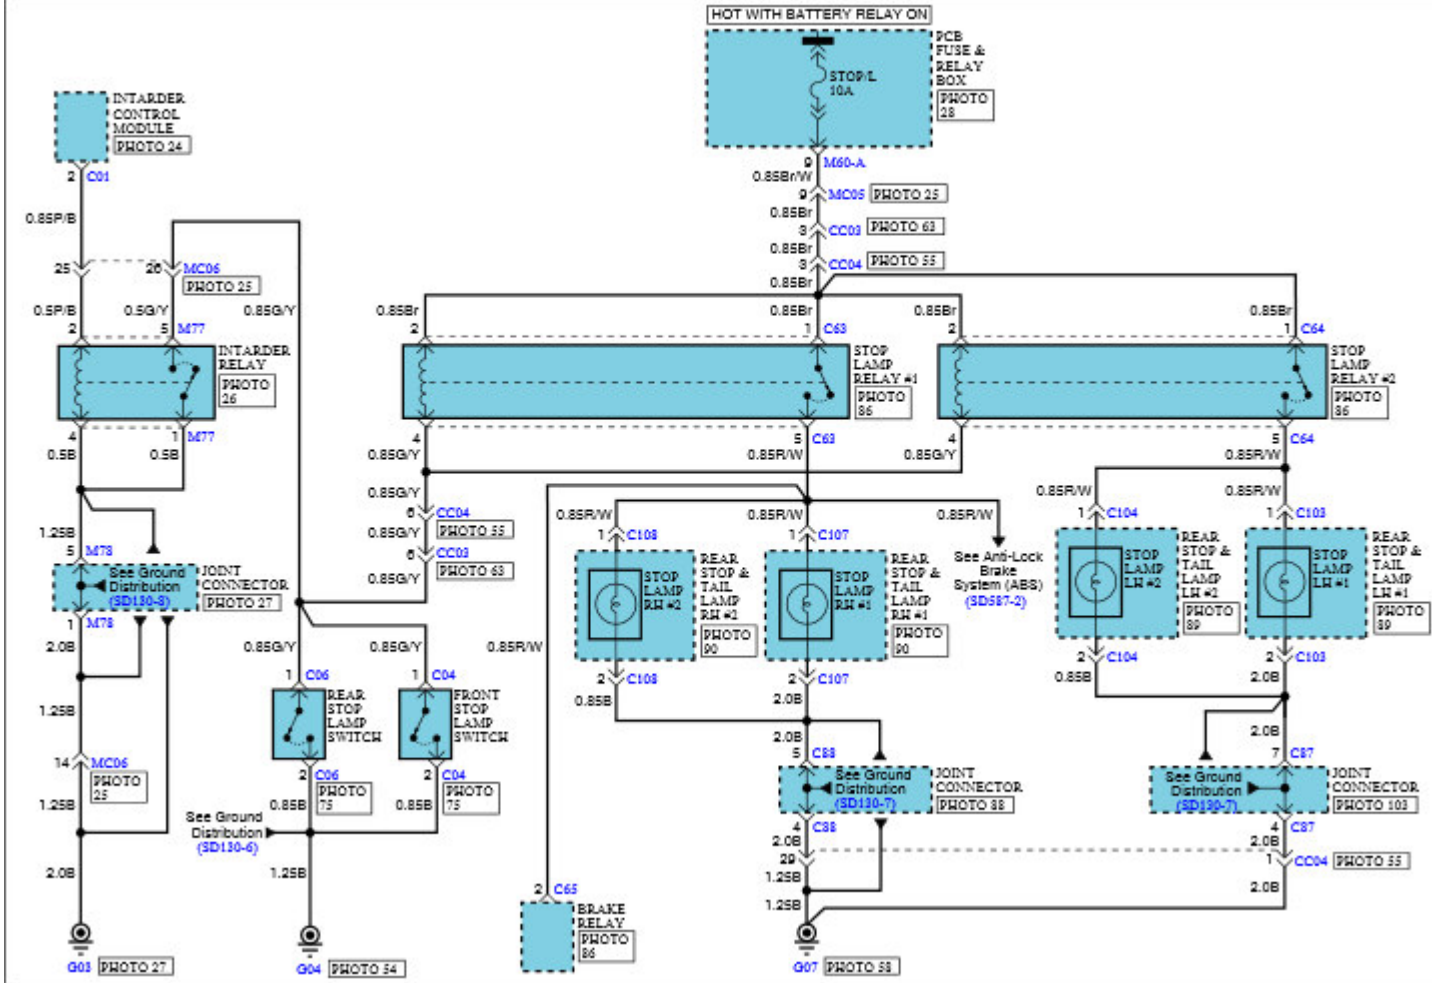 HOT WITH BATTERY RELAY ON
PCB
FUSE &
RELAY
BOX
PHOTO
28
STOP/L
10A
9 M60-A
0.85Br/W
9 MC05 PHOTO 25
0.85Br
3 CC03 PHOTO 63
0.85Br
3 CC04 PHOTO 55
0.85Br
INTARDER
CONTROL
MODULE
PHOTO 24
2 C01
0.85P/B
25 26 MC06
PHOTO 25
0.5P/B 0.5G/Y 0.85G/Y 0.85Br 0.85Br 0.85Br 0.85Br
2 5 M77 2 1 C63 2 1 C64
INTARDER
RELAY
PHOTO
26
STOP
LAMP
RELAY #1
PHOTO
86
STOP
LAMP
RELAY #2
PHOTO
86
4 1 M77 4 5 C63 4 5 C64
0.5B 0.5B 0.85G/Y 0.85R/W 0.85G/Y 0.85R/W
0.85G/Y
6 CC04
PHOTO 55
0.85G/Y
6 CC03
PHOTO 63
0.85G/Y
0.85R/W 0.85R/W 0.85R/W 0.85R/W 0.85R/W
1 C108 1 C107 1 C104 1 C103
See Anti-Lock
Brake
System (ABS)
(SD587-2)
STOP
LAMP
RH #2
REAR
STOP &
TAIL
LAMP
RH #2
PHOTO
90
STOP
LAMP
RH #1
REAR
STOP &
TAIL
LAMP
RH #1
PHOTO
90
STOP
LAMP
LH #2
REAR
STOP &
TAIL
LAMP
LH #2
PHOTO
89
STOP
LAMP
LH #1
REAR
STOP &
TAIL
LAMP
LH #1
PHOTO
89
1.25B
5 M78
See Ground
Distribution
(SD130-8)
JOINT
CONNECTOR
PHOTO 27
1 M78
2.0B
0.85G/Y 0.85G/Y 0.85R/W
1 C06 1 C04
REAR
STOP
LAMP
SWITCH
FRONT
STOP
LAMP
SWITCH
2 C108 2 C107 2 C104 2 C103
0.85B 2.0B 0.85B 2.0B
1.25B
14 MC06
PHOTO
25
1.25B
2 C06
PHOTO
75
2 C04
PHOTO
75
0.85B 0.85B
See Ground
Distribution
(SD130-6)
2.0B
5 C88
See Ground
Distribution
(SD130-7)
JOINT
CONNECTOR
PHOTO 88
4 C88
2.0B
7 C87
See Ground
Distribution
(SD130-7)
JOINT
CONNECTOR
PHOTO 103
2.0B
4 C87
2.0B
29 1 CC04 PHOTO 55
1.25B 2.0B
1.25B
2.0B 1.25B
2 C65
BRAKE
RELAY
PHOTO
86
G03 PHOTO 27 G04 PHOTO 54 G07 PHOTO 58